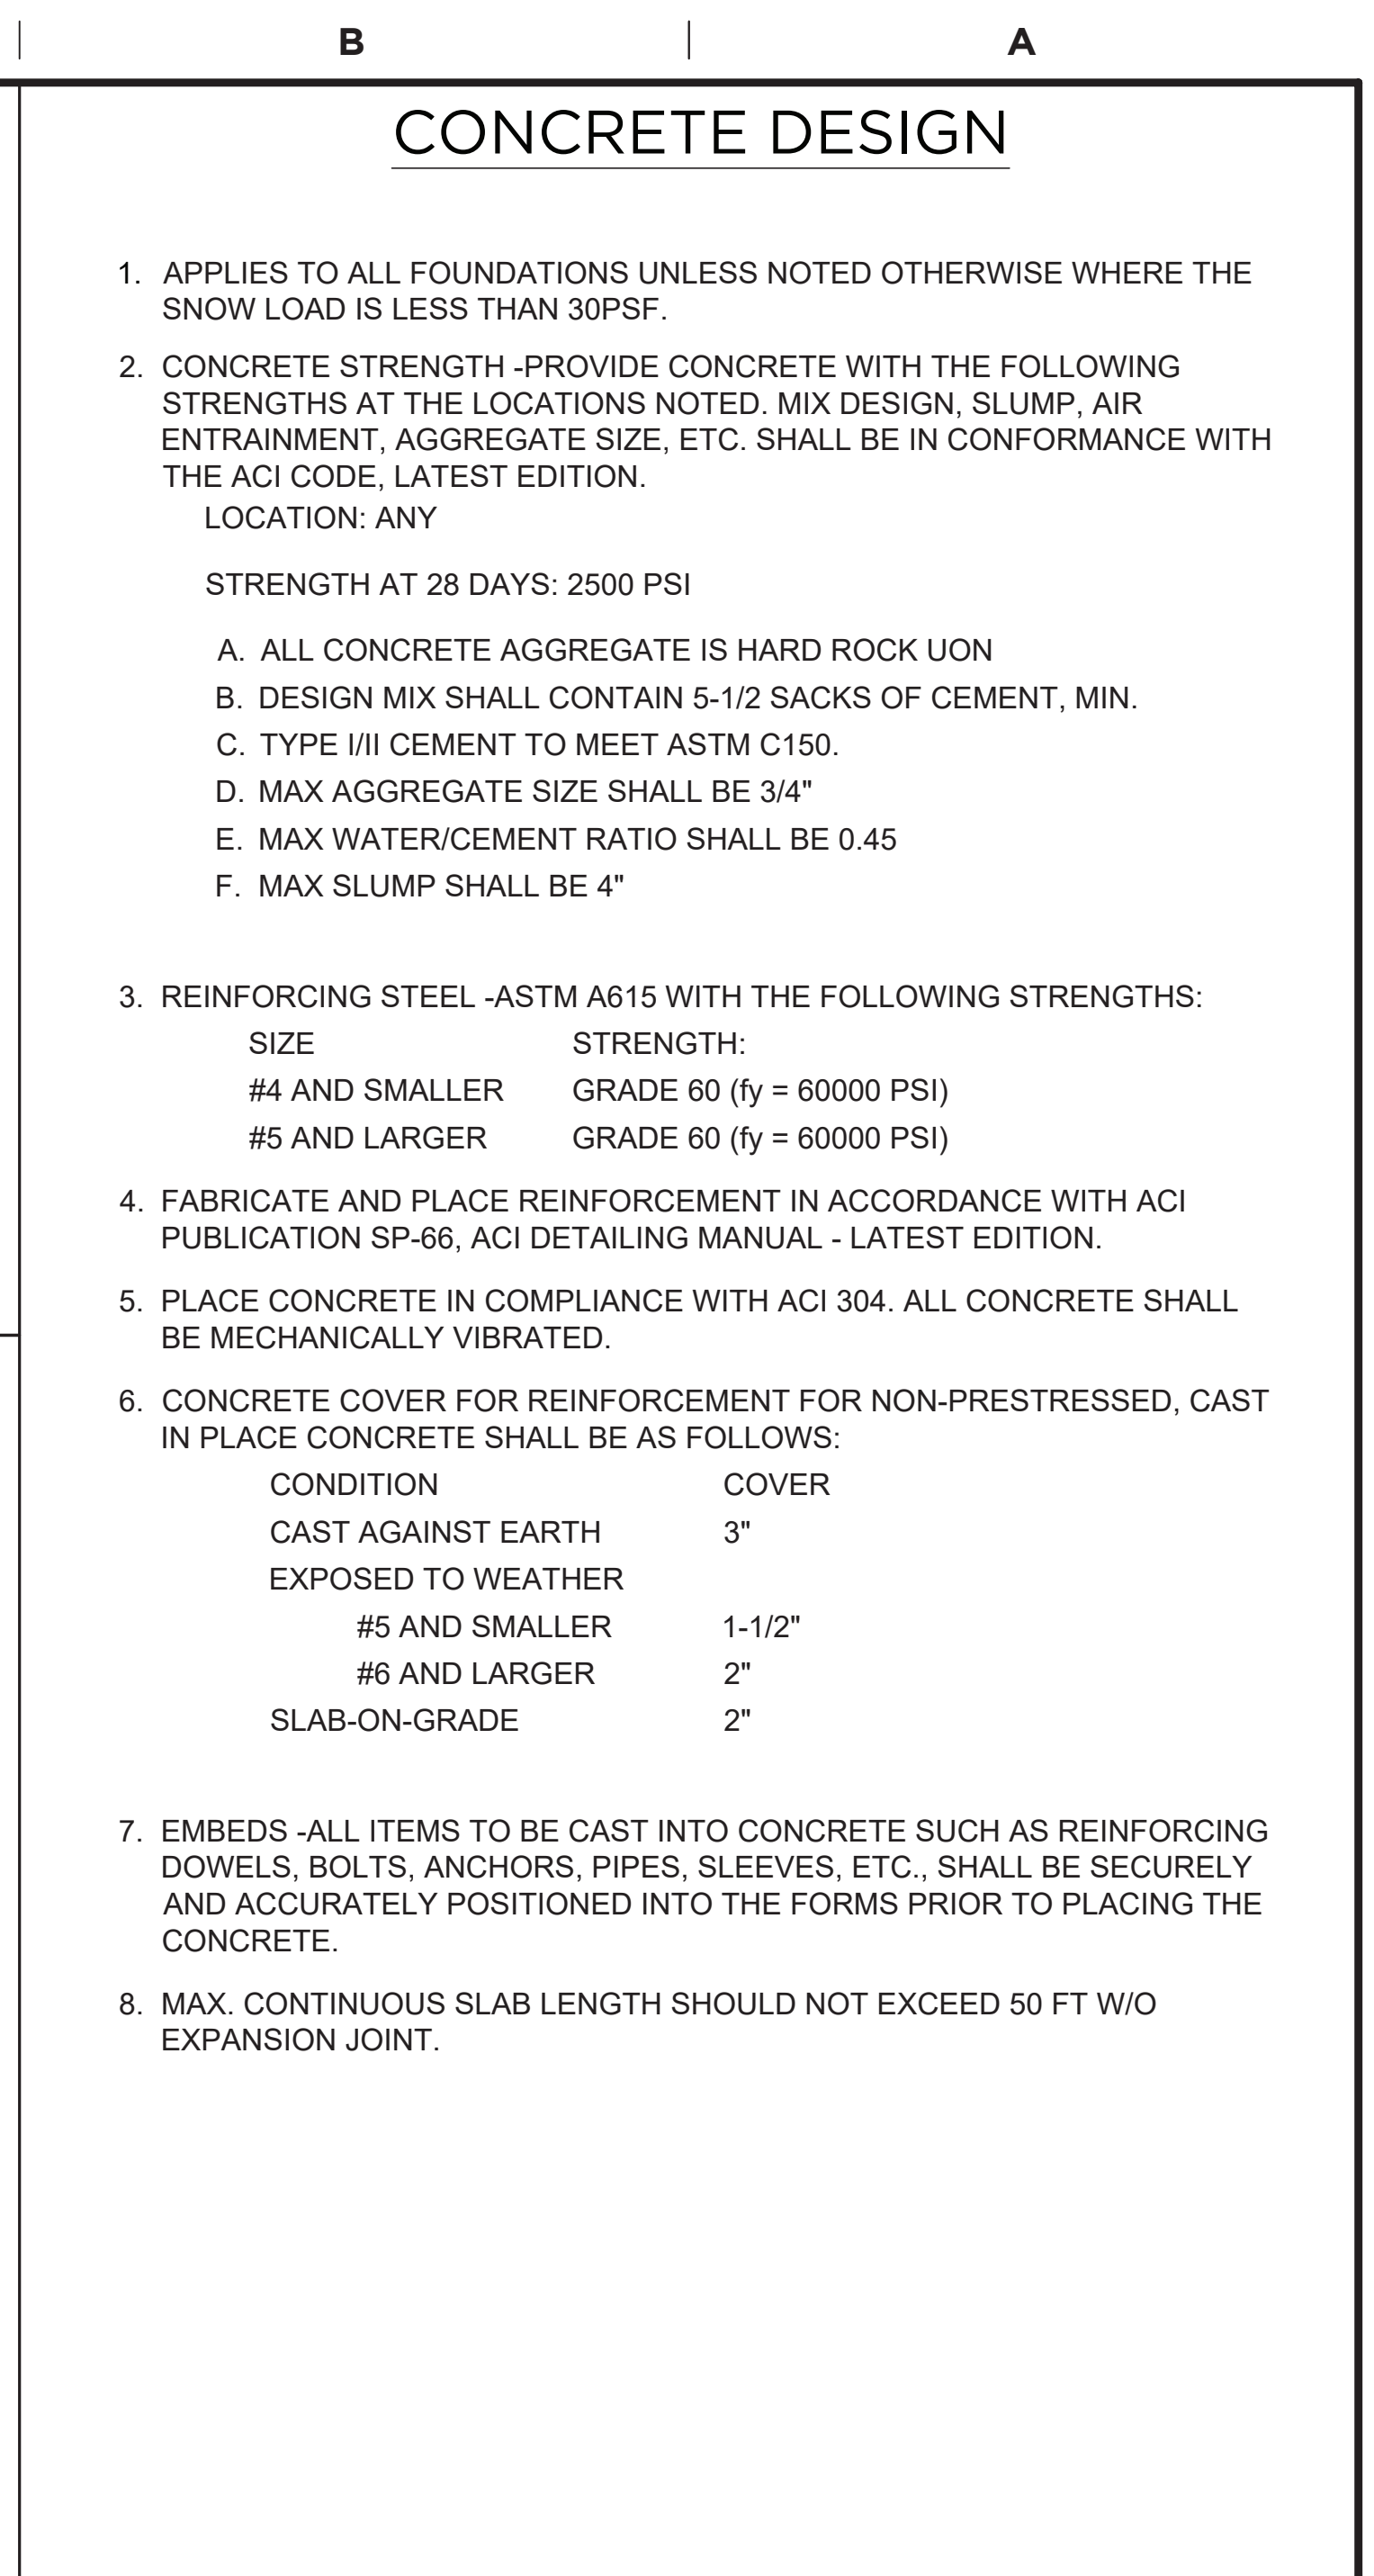 B
A
CONCRETE DESIGN
1. APPLIES TO ALL FOUNDATIONS UNLESS NOTED OTHERWISE WHERE THE
SNOW LOAD IS LESS THAN 30PSF.
2. CONCRETE STRENGTH -PROVIDE CONCRETE WITH THE FOLLOWING
STRENGTHS AT THE LOCATIONS NOTED. MIX DESIGN, SLUMP, AIR
ENTRAINMENT, AGGREGATE SIZE, ETC. SHALL BE IN CONFORMANCE WITH
THE ACI CODE, LATEST EDITION.
LOCATION: ANY
STRENGTH AT 28 DAYS: 2500 PSI
A. ALL CONCRETE AGGREGATE IS HARD ROCK UON
B. DESIGN MIX SHALL CONTAIN 5-1/2 SACKS OF CEMENT, MIN.
C. TYPE I/II CEMENT TO MEET ASTM C150.
D. MAX AGGREGATE SIZE SHALL BE 3/4"
E. MAX WATER/CEMENT RATIO SHALL BE 0.45
F. MAX SLUMP SHALL BE 4"
3. REINFORCING STEEL -ASTM A615 WITH THE FOLLOWING STRENGTHS:
SIZE STRENGTH:
#4 AND SMALLER GRADE 60 (fy = 60000 PSI)
#5 AND LARGER GRADE 60 (fy = 60000 PSI)
4. FABRICATE AND PLACE REINFORCEMENT IN ACCORDANCE WITH ACI
PUBLICATION SP-66, ACI DETAILING MANUAL - LATEST EDITION.
5. PLACE CONCRETE IN COMPLIANCE WITH ACI 304. ALL CONCRETE SHALL
BE MECHANICALLY VIBRATED.
6. CONCRETE COVER FOR REINFORCEMENT FOR NON-PRESTRESSED, CAST
IN PLACE CONCRETE SHALL BE AS FOLLOWS:
CONDITION COVER
CAST AGAINST EARTH 3"
EXPOSED TO WEATHER
#5 AND SMALLER 1-1/2"
#6 AND LARGER 2"
SLAB-ON-GRADE 2"
7. EMBEDS -ALL ITEMS TO BE CAST INTO CONCRETE SUCH AS REINFORCING
DOWELS, BOLTS, ANCHORS, PIPES, SLEEVES, ETC., SHALL BE SECURELY
AND ACCURATELY POSITIONED INTO THE FORMS PRIOR TO PLACING THE
CONCRETE.
8. MAX. CONTINUOUS SLAB LENGTH SHOULD NOT EXCEED 50 FT W/O
EXPANSION JOINT.